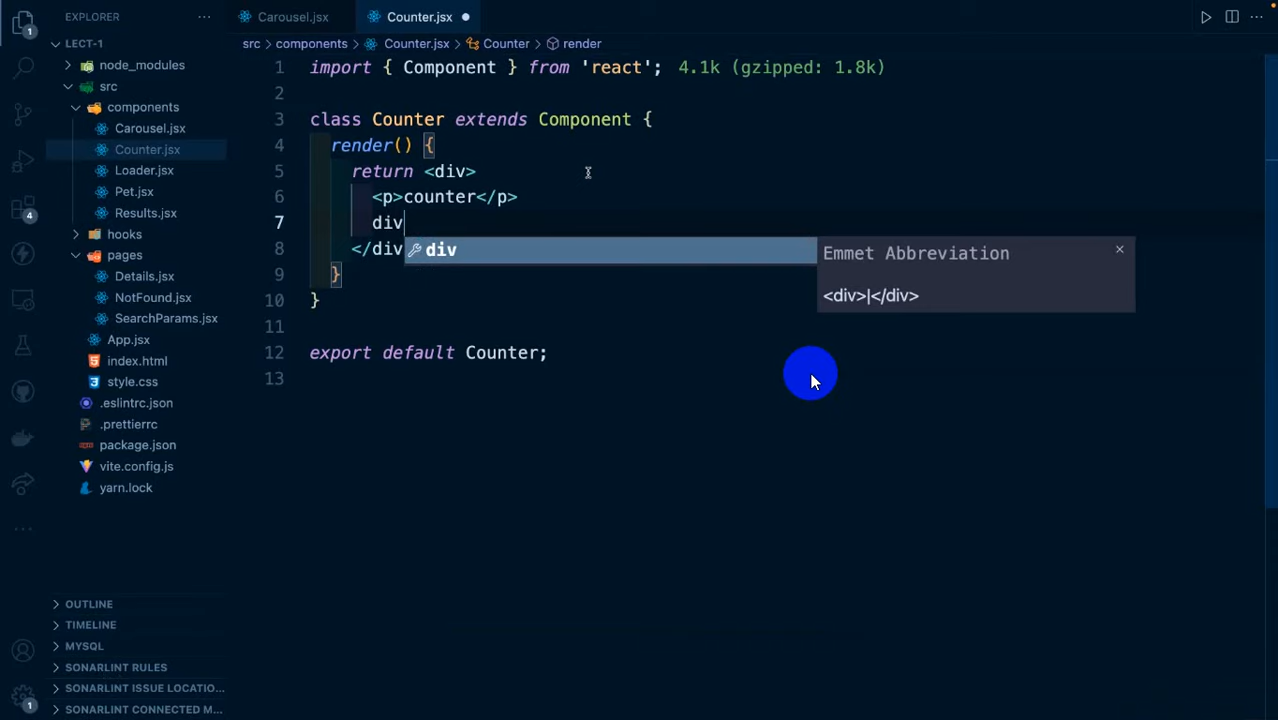 EXPLORER
LECT-1
node_modules
src
components
Carousel.jsx
Counter.jsx
Loader.jsx
Pet.jsx
Results.jsx
hooks
pages
Details.jsx
NotFound.jsx
SearchParams.jsx
App.jsx
index.html
style.css
.eslintrc.json
.prettierrc
package.json
vite.config.js
yarn.lock
OUTLINE
TIMELINE
MYSQL
SONARLINT RULES
SONARLINT ISSUE LOCATIO...
SONARLINT CONNECTED M...
1
4
1
Carousel.jsx
Counter.jsx
src > components > Counter.jsx > Counter > render
1 import { Component } from 'react'; 4.1k (gzipped: 1.8k)
2
3 class Counter extends Component {
4 render() {
5 return <div>
6 <p>counter</p>
7 div
8 </div
9 }
10 }
11
12 export default Counter;
13
div
Emmet Abbreviation
<div>|</div>